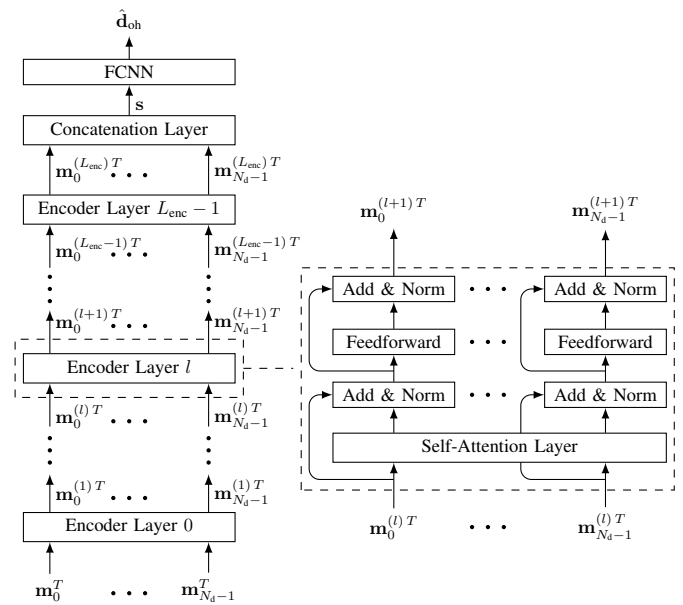 d̂_oh
FCNN
s
Concatenation Layer
m_0^{(L_enc) T} . . . m_{N_d−1}^{(L_enc) T}
Encoder Layer L_enc − 1
m_0^{(L_enc−1) T} . . . m_{N_d−1}^{(L_enc−1) T}
m_0^{(l+1) T} . . . m_{N_d−1}^{(l+1) T}
Encoder Layer l
m_0^{(l) T} . . . m_{N_d−1}^{(l) T}
m_0^{(1) T} . . . m_{N_d−1}^{(1) T}
Encoder Layer 0
m_0^T . . . m_{N_d−1}^T
m_0^{(l+1) T} m_{N_d−1}^{(l+1) T}
Add & Norm . . . Add & Norm
Feedforward . . . Feedforward
Add & Norm . . . Add & Norm
Self-Attention Layer
m_0^{(l) T} . . . m_{N_d−1}^{(l) T}